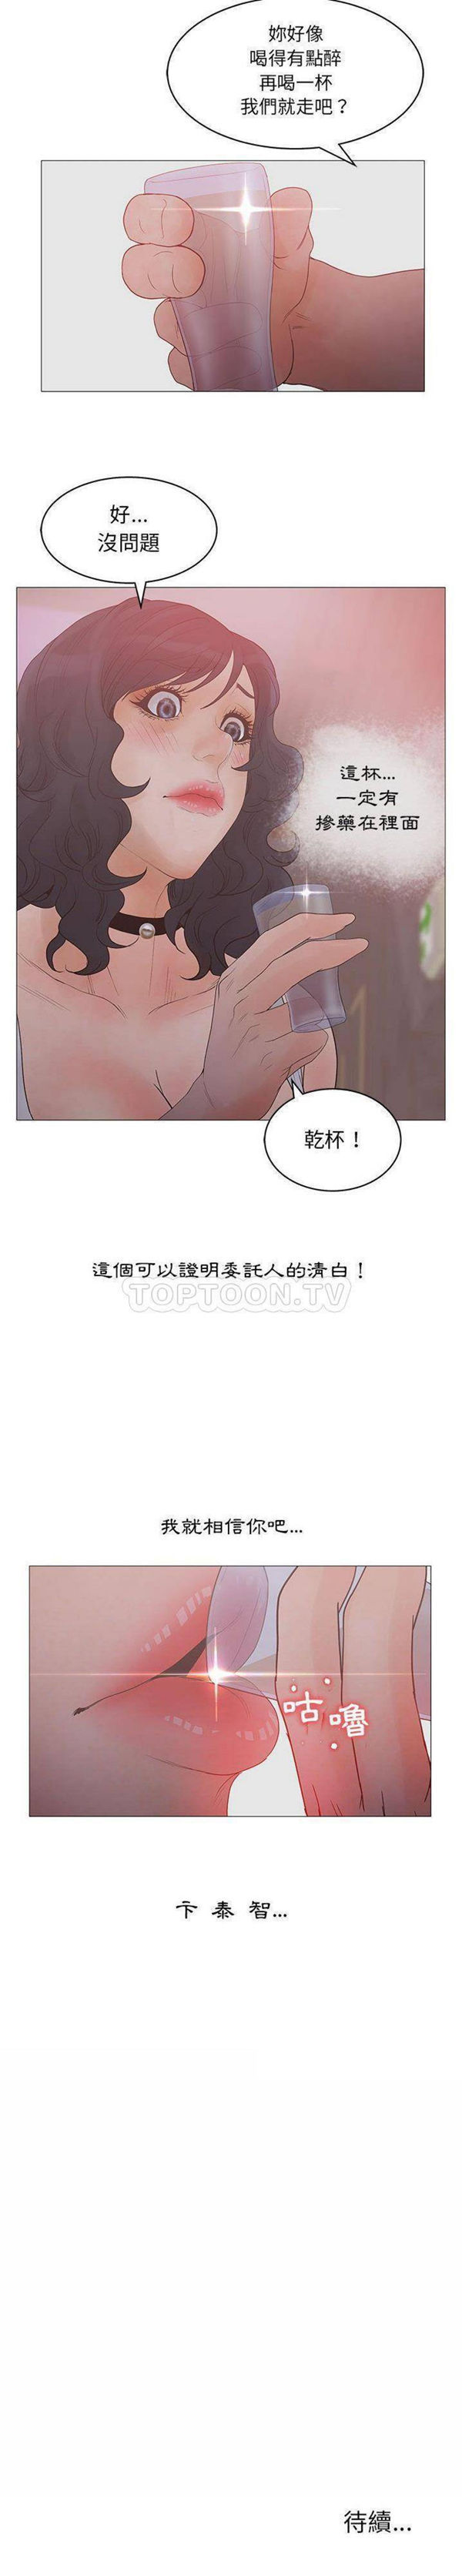 妳好像
喝得有點醉
再喝一杯
我們就走吧？
好...
沒問題
這杯...
一定有
摻藥在裡面
乾杯！
這個可以證明委託人的清白！
TOPTOON.TV
我就相信你吧...
咕嚕
卞泰智...
待續...